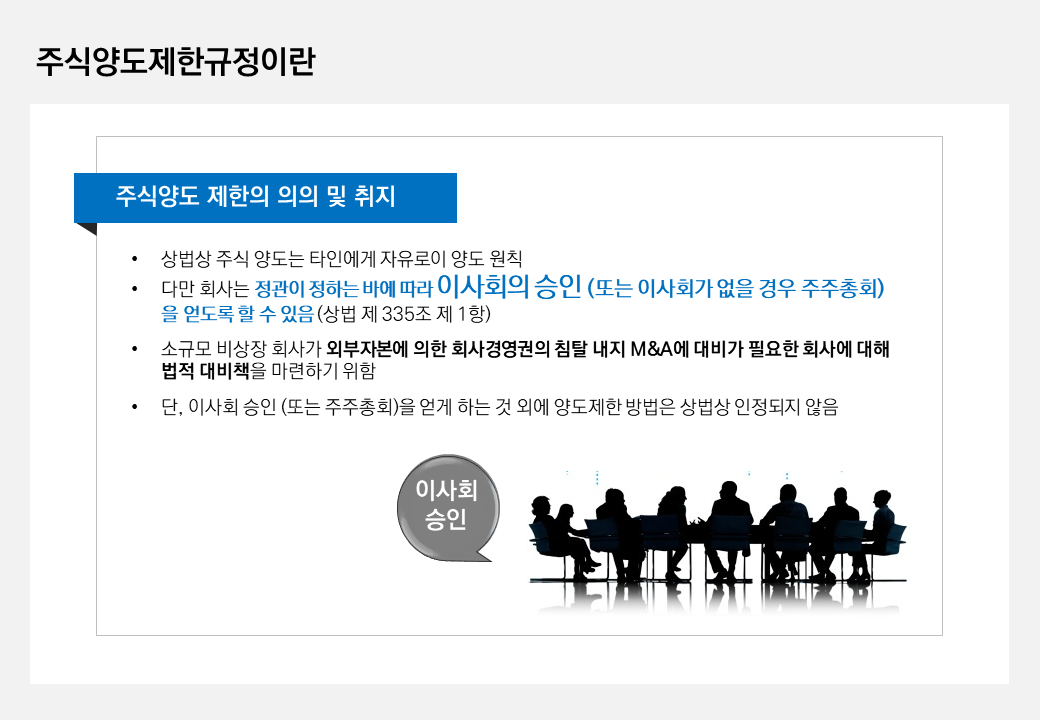 주식양도제한규정이란
주식양도 제한의 의의 및 취지
• 상법상 주식 양도는 타인에게 자유로이 양도 원칙
• 다만 회사는 정관이 정하는 바에 따라 이사회의 승인 (또는 이사회가 없을 경우 주주총회)
을 얻도록 할 수 있음(상법 제 335조 제 1항)
• 소규모 비상장 회사가 외부자본에 의한 회사경영권의 침탈 내지 M&A에 대비가 필요한 회사에 대해
법적 대비책을 마련하기 위함
• 단, 이사회 승인 (또는 주주총회)을 얻게 하는 것 외에 양도제한 방법은 상법상 인정되지 않음
이사회
승인